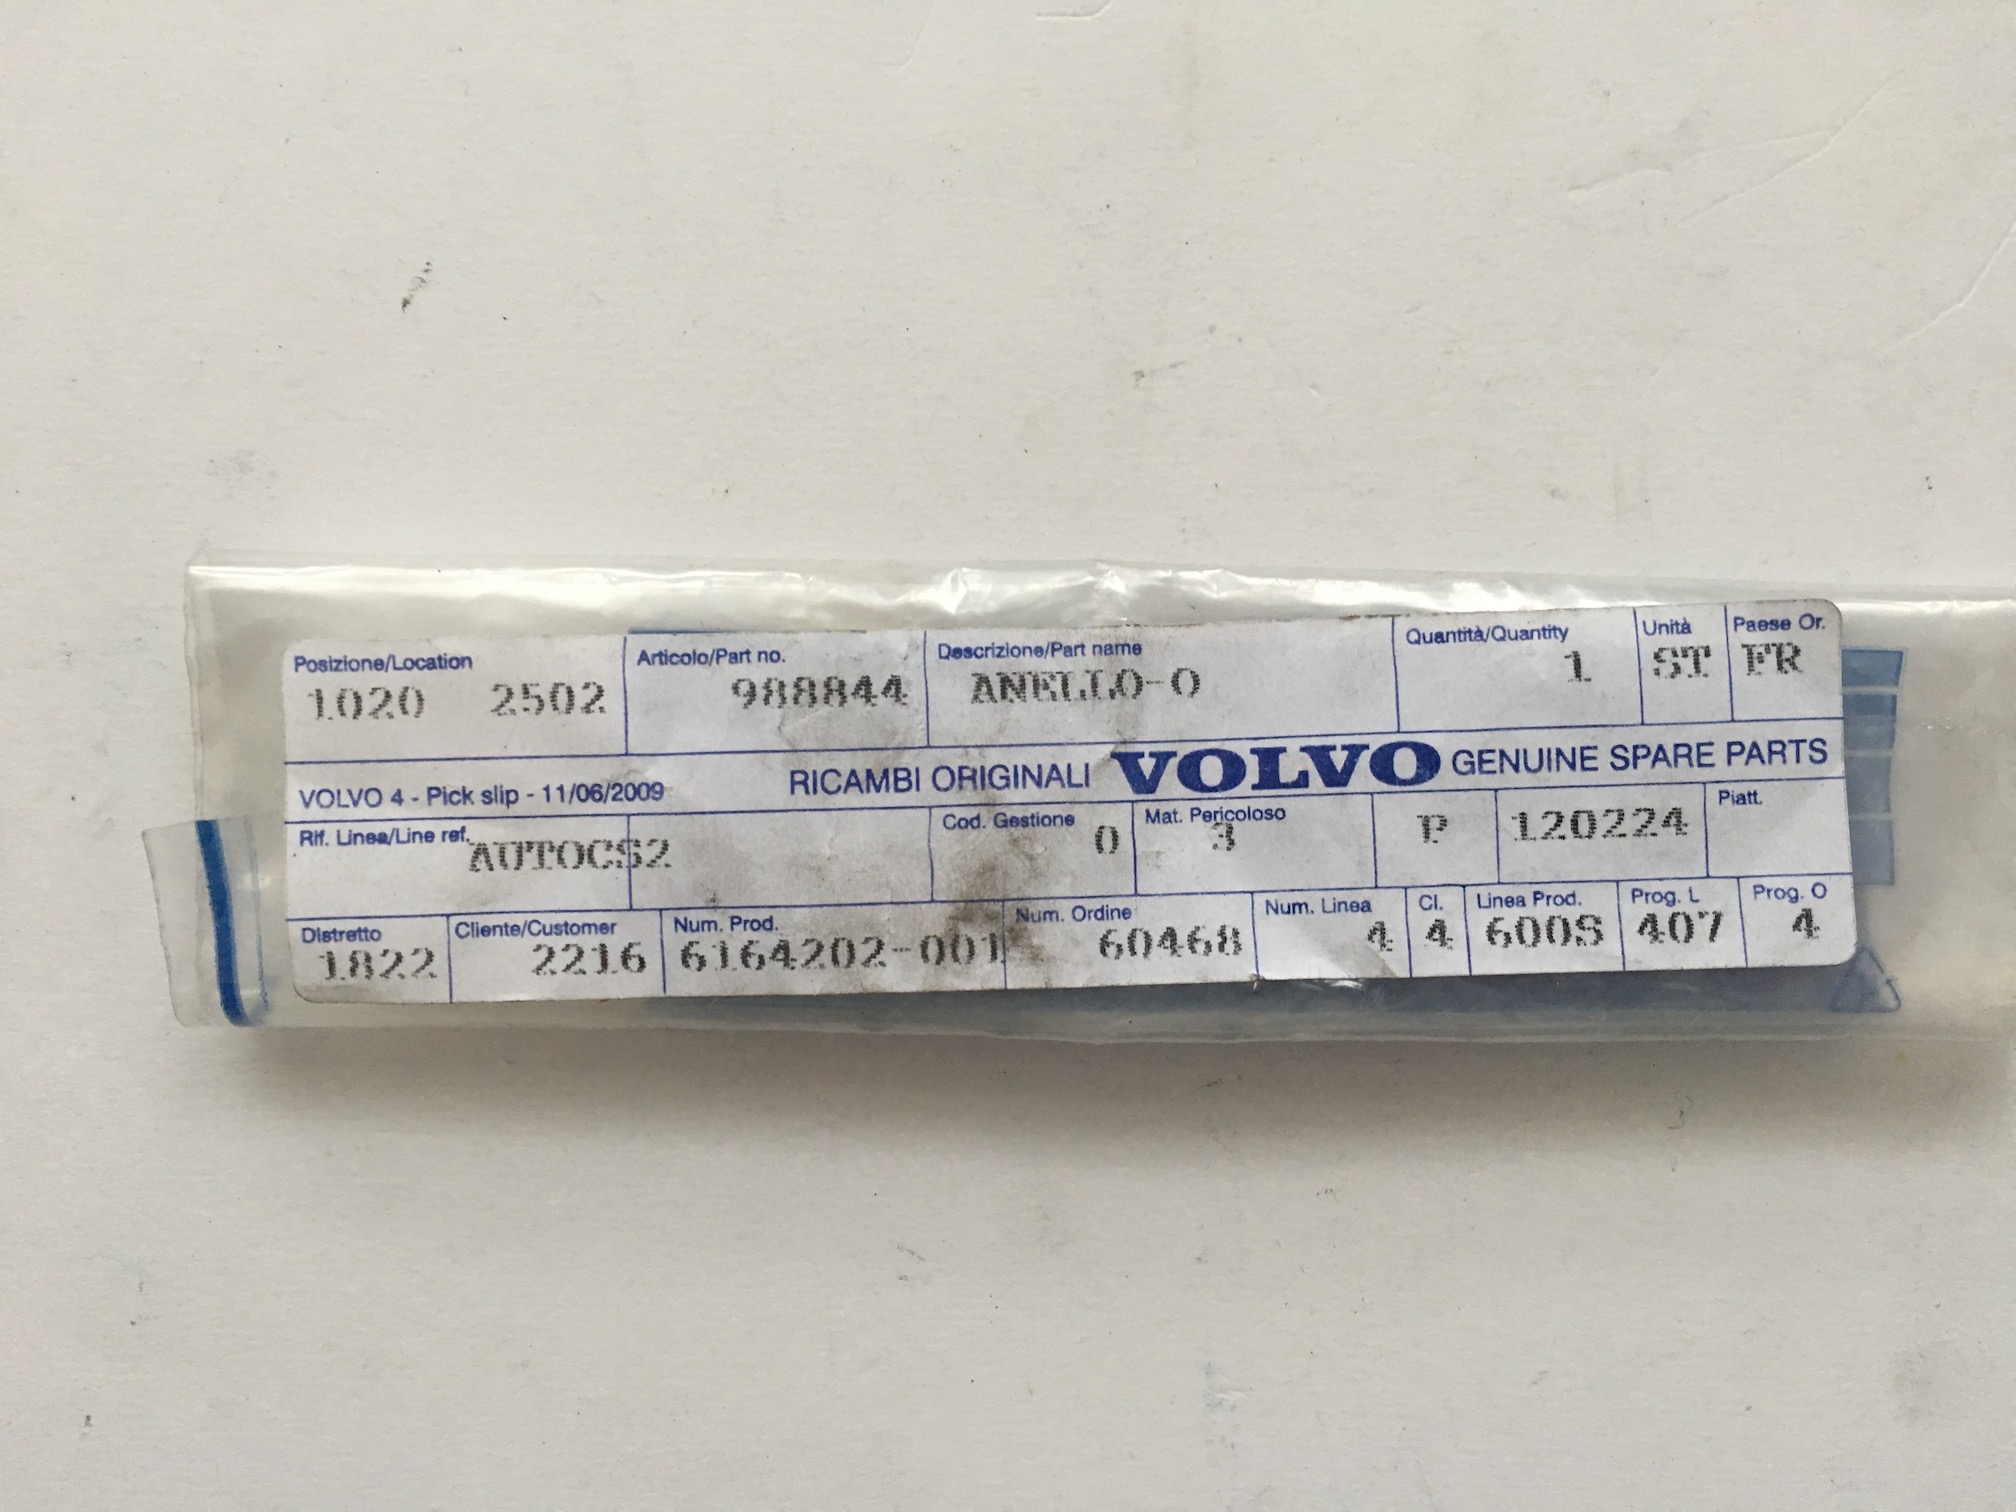 Posizione/Location Articolo/Part no. Descrizione/Part name Quantità/Quantity Unità Paese Or.
1020 2502 988844 ANELLO-O 1 ST FR
VOLVO 4 - Pick slip - 11/06/2009 RICAMBI ORIGINALI VOLVO GENUINE SPARE PARTS
Rif. Linea/Line ref. Cod. Gestione Mat. Pericoloso Piatt.
AUTOCS2 0 3 P 120224
Distretto Cliente/Customer Num. Prod. Num. Ordine Num. Linea Cl. Linea Prod. Prog. L Prog. O
1822 2216 6164202-001 60468 4 4 600S 407 4